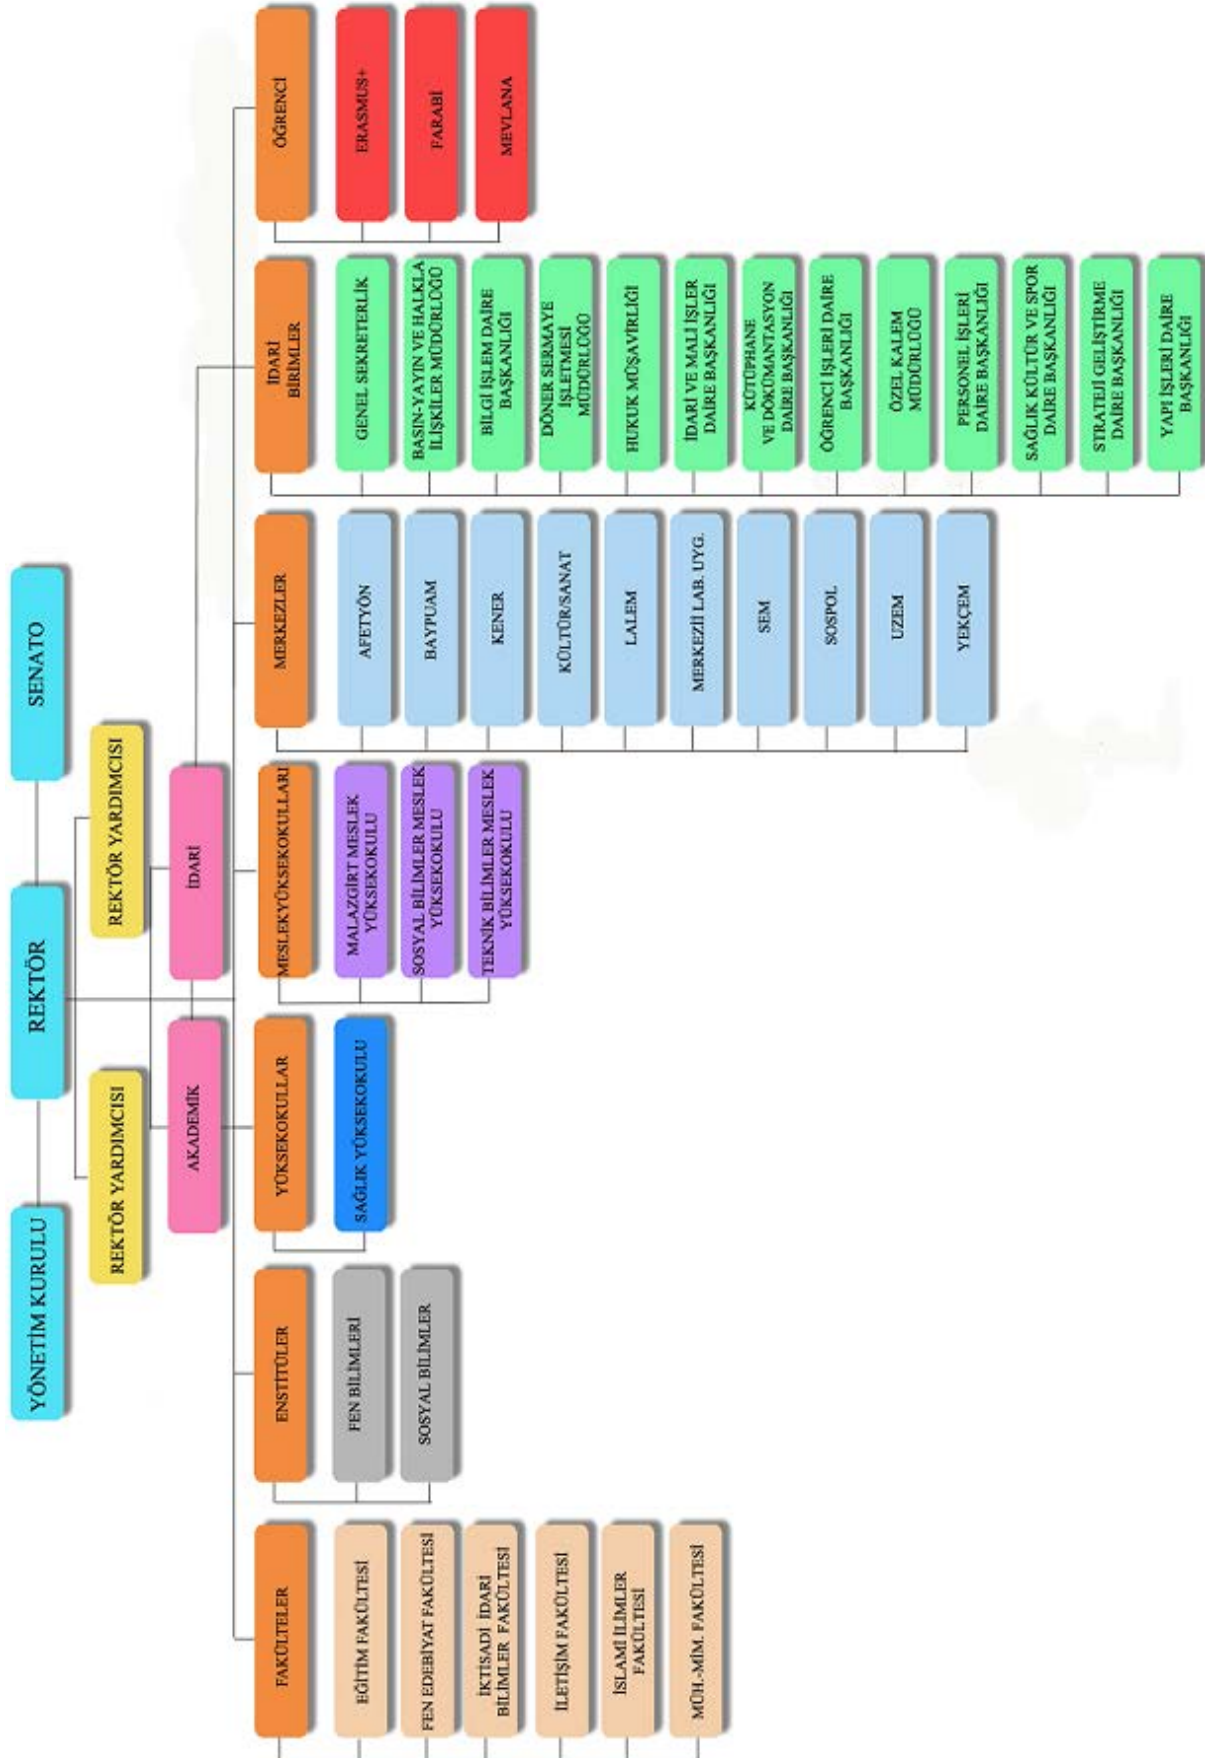 YÖNETİM KURULU
REKTÖR
SENATO
REKTÖR YARDIMCISI
REKTÖR YARDIMCISI
AKADEMİK
İDARİ
FAKÜLTELER
EĞİTİM FAKÜLTESİ
FEN EDEBİYAT FAKÜLTESİ
İKTİSADİ İDARİ
BİLİMLER FAKÜLTESİ
İLETİŞİM FAKÜLTESİ
İSLAMİ İLİMLER
FAKÜLTESİ
MÜH.-MİM. FAKÜLTESİ
ENSTİTÜLER
FEN BİLİMLERİ
SOSYAL BİLİMLER
YÜKSEKOKULLAR
SAĞLIK YÜKSEKOKULU
MESLEKYÜKSEKOKULLARI
MALAZGİRT MESLEK
YÜKSEKOKULU
SOSYAL BİLİMLER MESLEK
YÜKSEKOKULU
TEKNİK BİLİMLER MESLEK
YÜKSEKOKULU
MERKEZLER
AFETYÖN
BAYPUAM
KENER
KÜLTÜR/SANAT
LALEM
MERKEZİİ LAB. UYG.
SEM
SOSPOL
UZEM
YEKÇEM
İDARİ
BİRİMLER
GENEL SEKRETERLİK
BASIN-YAYIN VE HALKLA
İLİŞKİLER MÜDÜRLÜĞÜ
BİLGİ İŞLEM DAİRE
BAŞKANLIĞI
DÖNER SERMAYE
İŞLETMESİ
MÜDÜRLÜĞÜ
HUKUK MÜŞAVİRLİĞİ
İDARİ VE MALİ İŞLER
DAİRE BAŞKANLIĞI
KÜTÜPHANE
VE DÖKÜMANTASYON
DAİRE BAŞKANLIĞI
ÖĞRENCİ İŞLERİ DAİRE
BAŞKANLIĞI
ÖZEL KALEM
MÜDÜRLÜĞÜ
PERSONEL İŞLERİ
DAİRE BAŞKANLIĞI
SAĞLIK KÜLTÜR VE SPOR
DAİRE BAŞKANLIĞI
STRATEJİ GELİŞTİRME
DAİRE BAŞKANLIĞI
YAPI İŞLERİ DAİRE
BAŞKANLIĞI
ÖĞRENCİ
ERASMUS+
FARABİ
MEVLANA